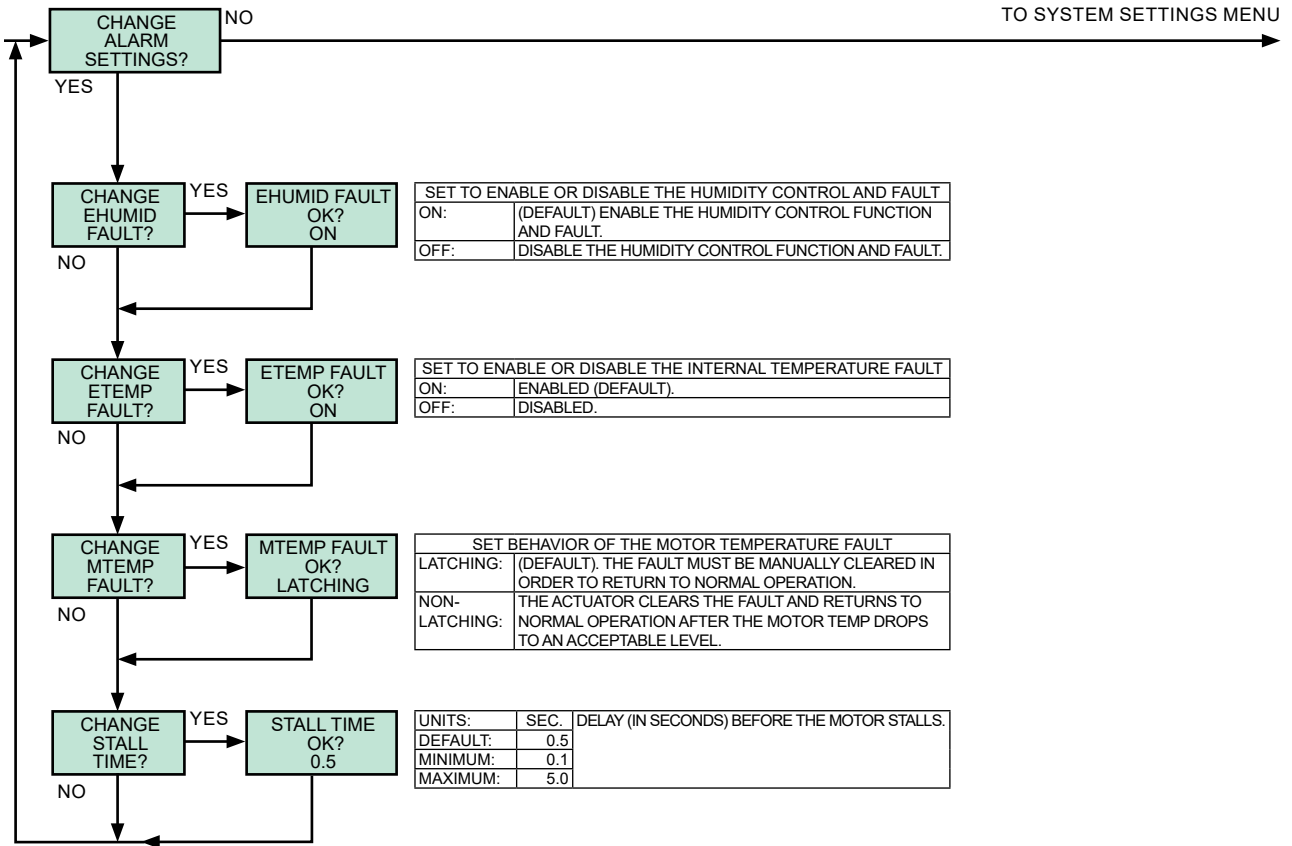 CHANGE
ALARM
SETTINGS?
NO
TO SYSTEM SETTINGS MENU
YES
CHANGE
EHUMID
FAULT?
YES
EHUMID FAULT
OK?
ON
NO
SET TO ENABLE OR DISABLE THE HUMIDITY CONTROL AND FAULT
ON: (DEFAULT) ENABLE THE HUMIDITY CONTROL FUNCTION
AND FAULT.
OFF: DISABLE THE HUMIDITY CONTROL FUNCTION AND FAULT.
CHANGE
ETEMP
FAULT?
YES
ETEMP FAULT
OK?
ON
NO
SET TO ENABLE OR DISABLE THE INTERNAL TEMPERATURE FAULT
ON: ENABLED (DEFAULT).
OFF: DISABLED.
CHANGE
MTEMP
FAULT?
YES
MTEMP FAULT
OK?
LATCHING
NO
SET BEHAVIOR OF THE MOTOR TEMPERATURE FAULT
LATCHING: (DEFAULT). THE FAULT MUST BE MANUALLY CLEARED IN
ORDER TO RETURN TO NORMAL OPERATION.
NON- THE ACTUATOR CLEARS THE FAULT AND RETURNS TO
LATCHING: NORMAL OPERATION AFTER THE MOTOR TEMP DROPS
TO AN ACCEPTABLE LEVEL.
CHANGE
STALL
TIME?
YES
STALL TIME
OK?
0.5
NO
UNITS: SEC. DELAY (IN SECONDS) BEFORE THE MOTOR STALLS.
DEFAULT: 0.5
MINIMUM: 0.1
MAXIMUM: 5.0